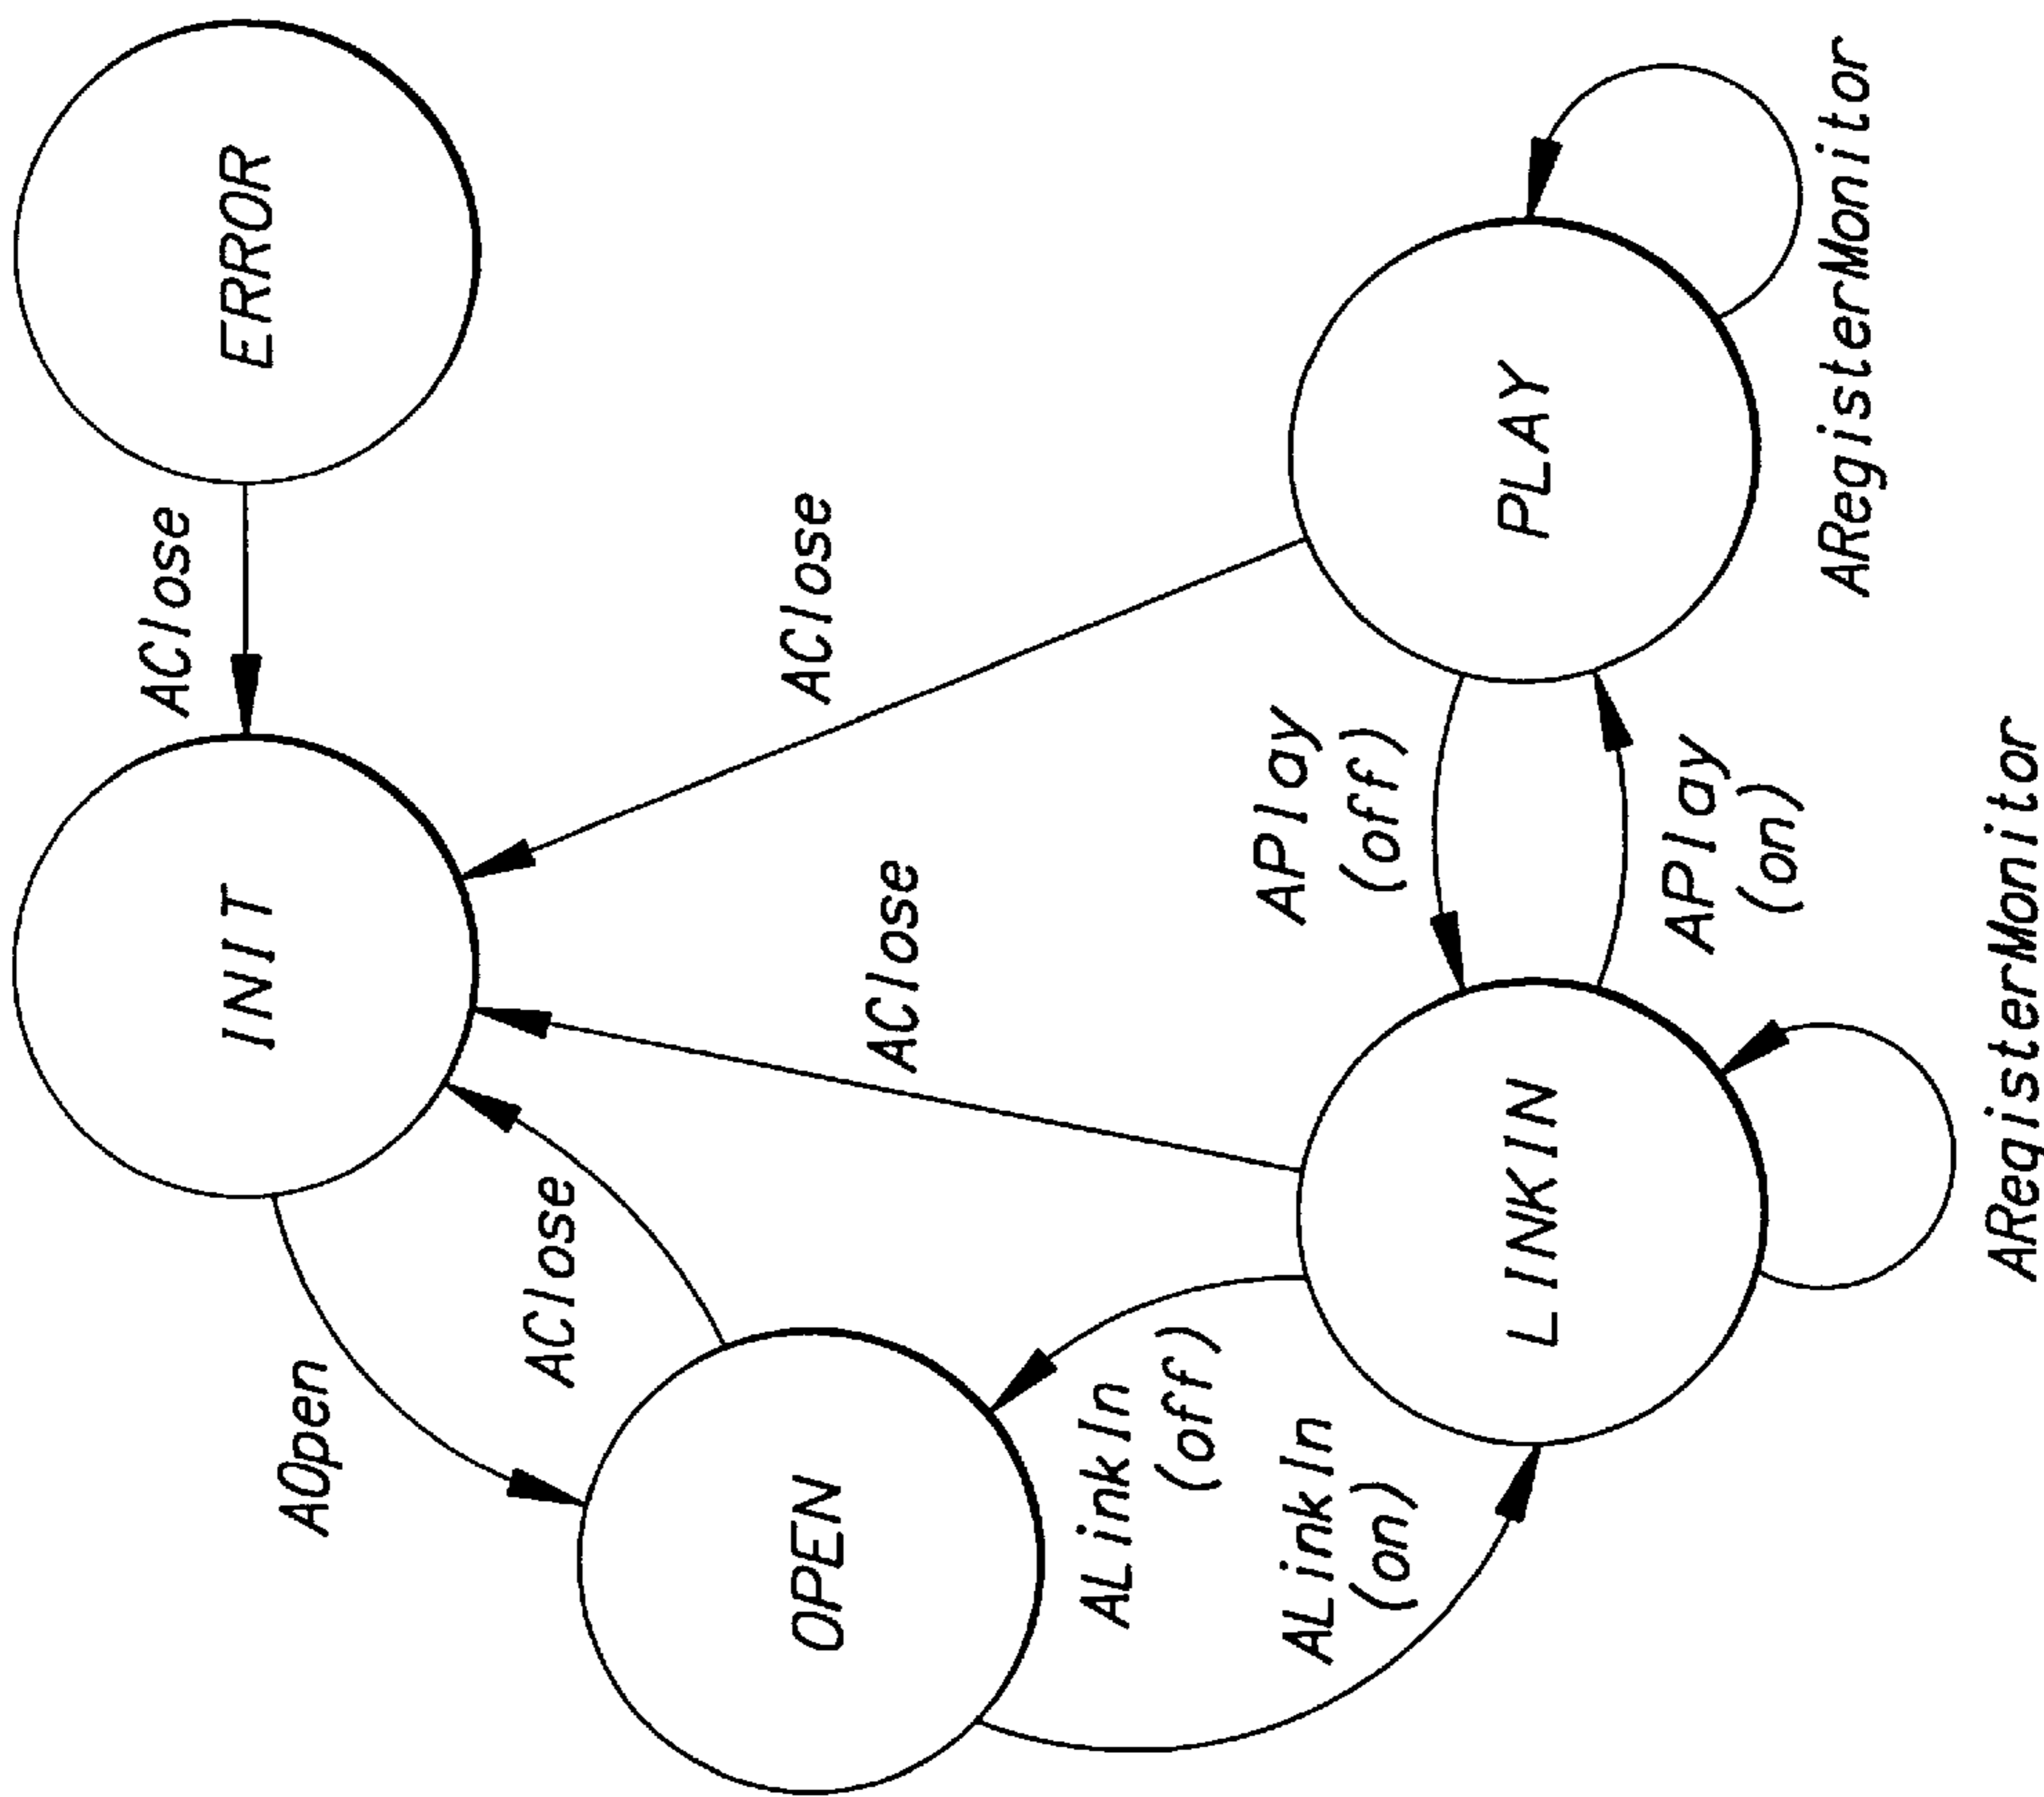 AOpen
INIT
AClose
ERROR
AClose
OPEN
AClose
AClose
ALinkIn
(off)
ALinkIn
(on)
APlay
(off)
LINKIN
PLAY
APlay
(on)
ARegisterMonitor
ARegisterMonitor